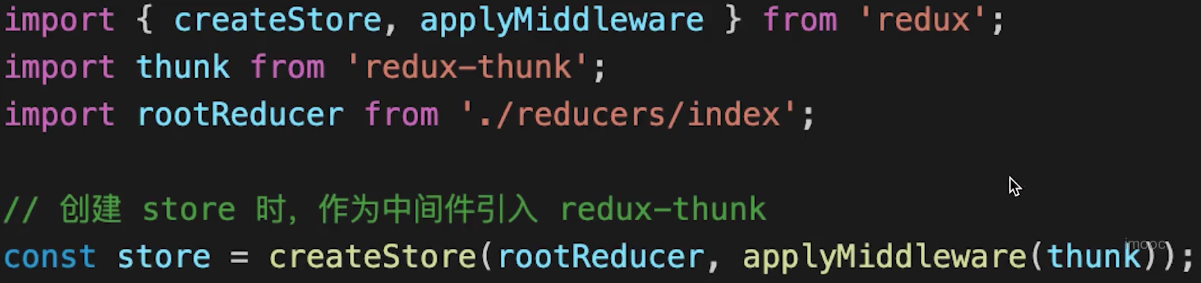 import { createStore, applyMiddleware } from 'redux';
import thunk from 'redux-thunk';
import rootReducer from './reducers/index';
// 创建 store 时，作为中间件引入 redux-thunk
const store = createStore(rootReducer, applyMiddleware(thunk));
imooc